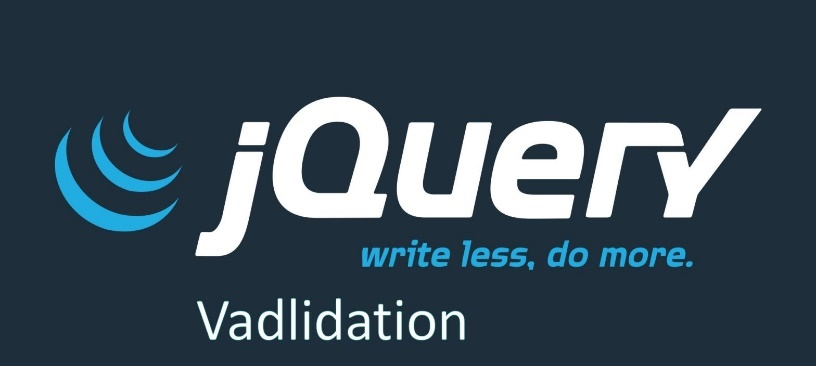 jQuery
write less, do more.
Vadlidation